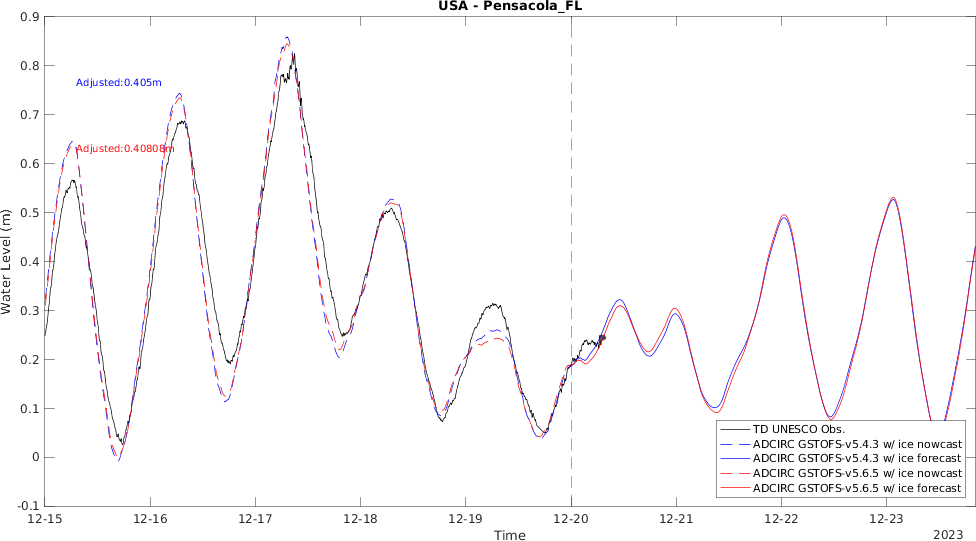 USA - Pensacola_FL
0.9
0.8
Adjusted:0.405m
0.7
Adjusted:0.40808m
0.6
0.5
0.4
0.3
0.2
0.1
0
-0.1
Water Level (m)
TD UNESCO Obs.
ADCIRC GSTOFS-v5.4.3 w/ ice nowcast
ADCIRC GSTOFS-v5.4.3 w/ ice forecast
ADCIRC GSTOFS-v5.6.5 w/ ice nowcast
ADCIRC GSTOFS-v5.6.5 w/ ice forecast
12-15 12-16 12-17 12-18 12-19 12-20 12-21 12-22 12-23
Time
2023